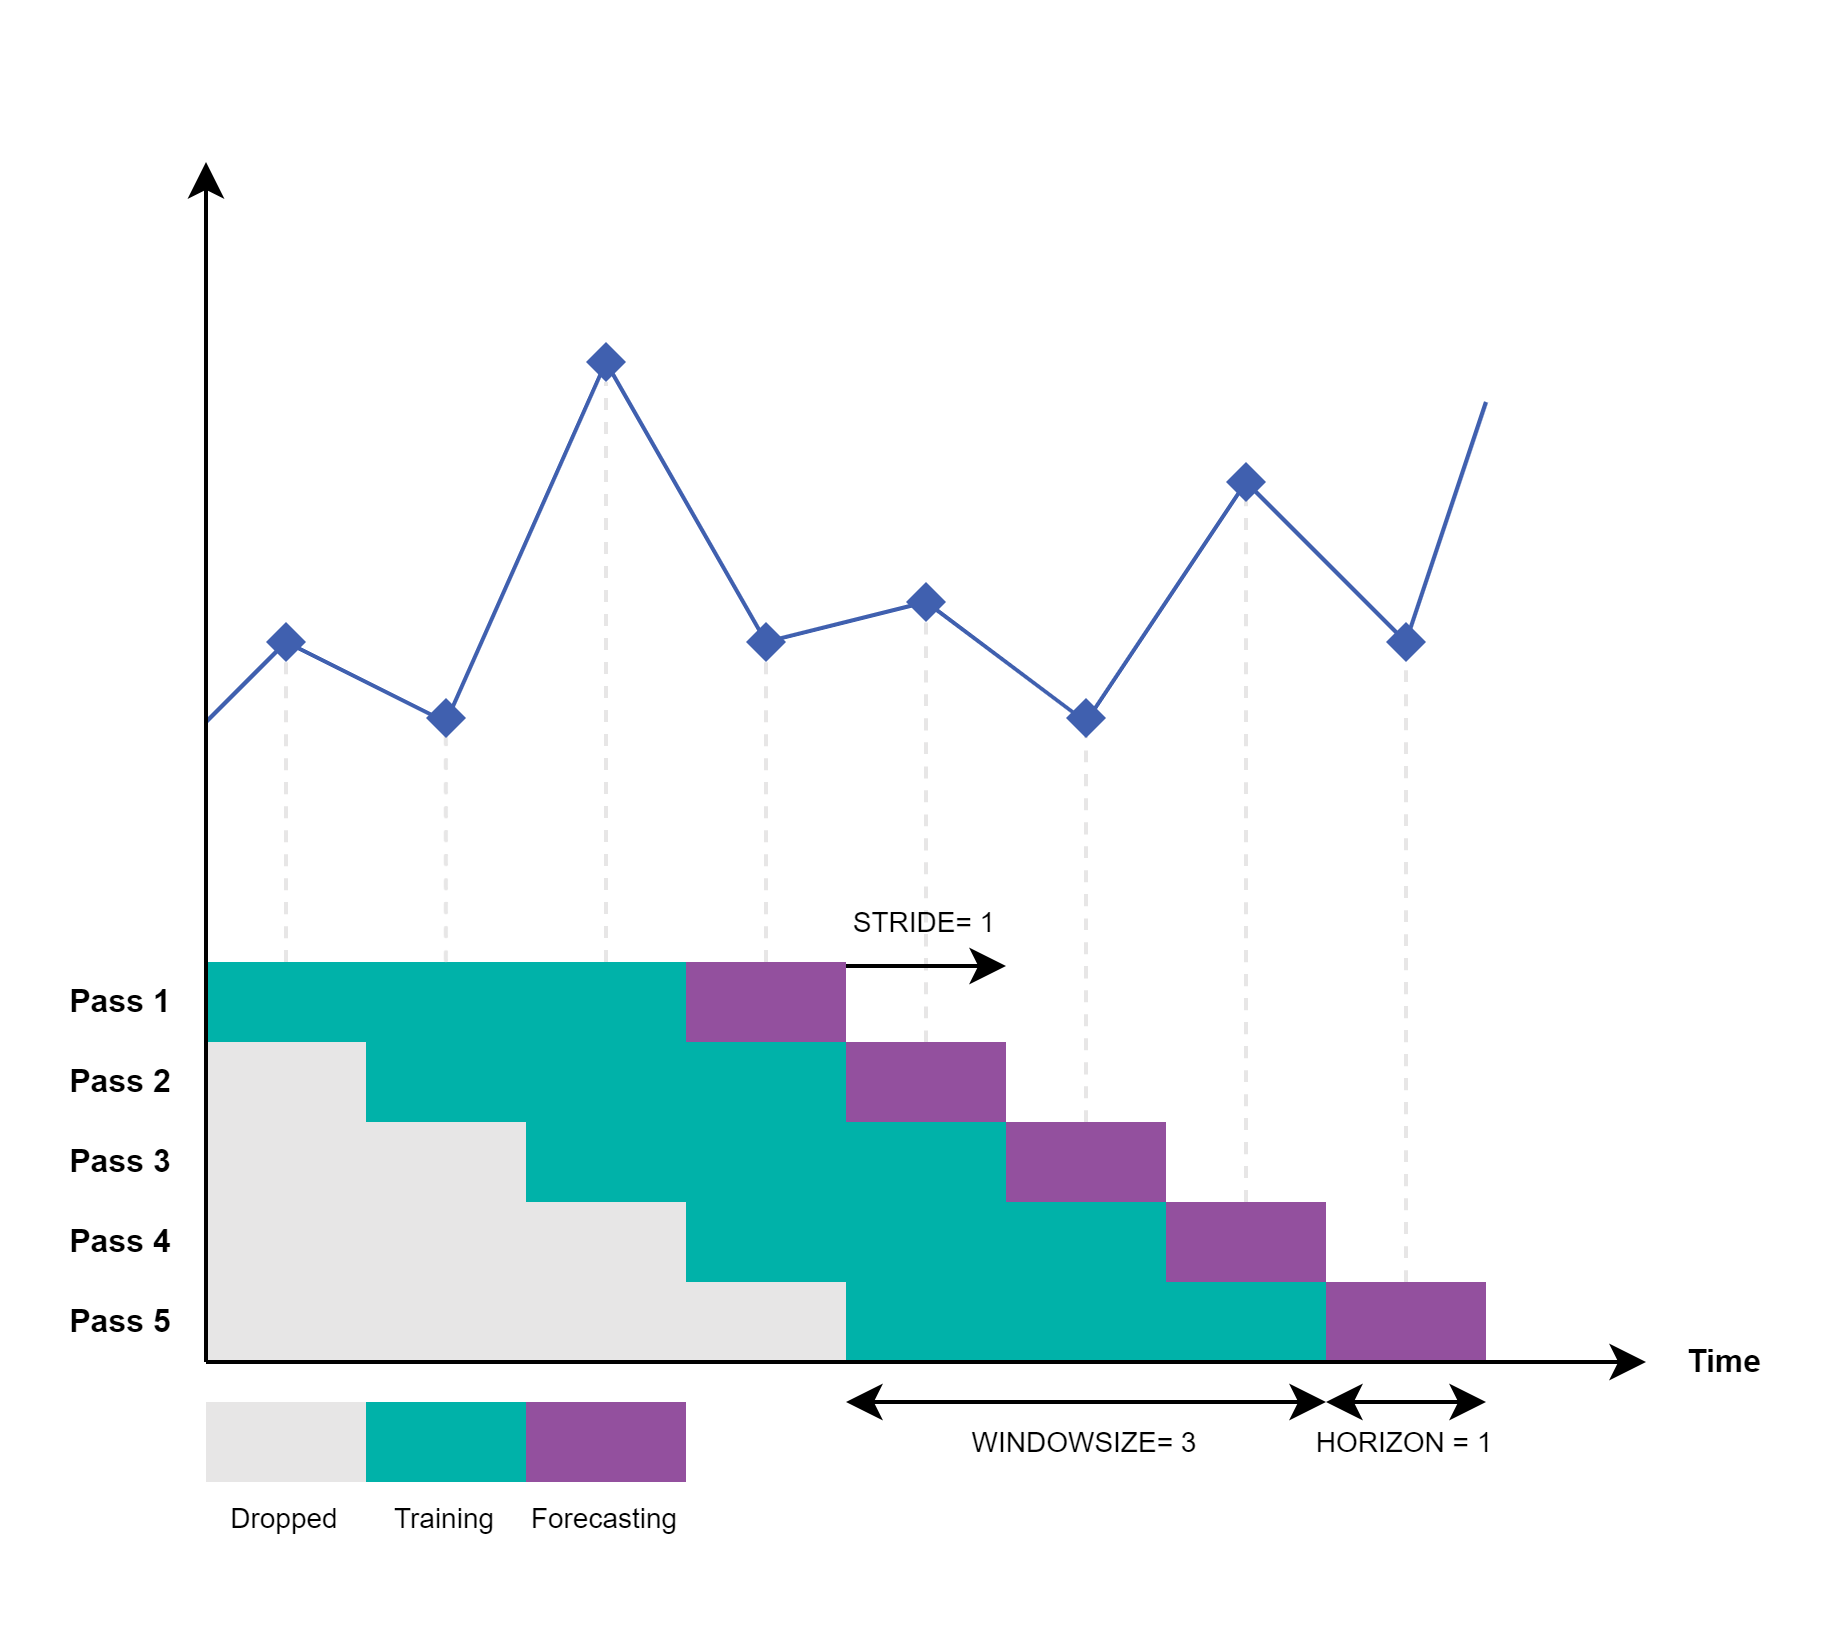 STRIDE= 1
Pass 1
Pass 2
Pass 3
Pass 4
Pass 5
Time
WINDOWSIZE= 3
HORIZON = 1
Dropped
Training
Forecasting